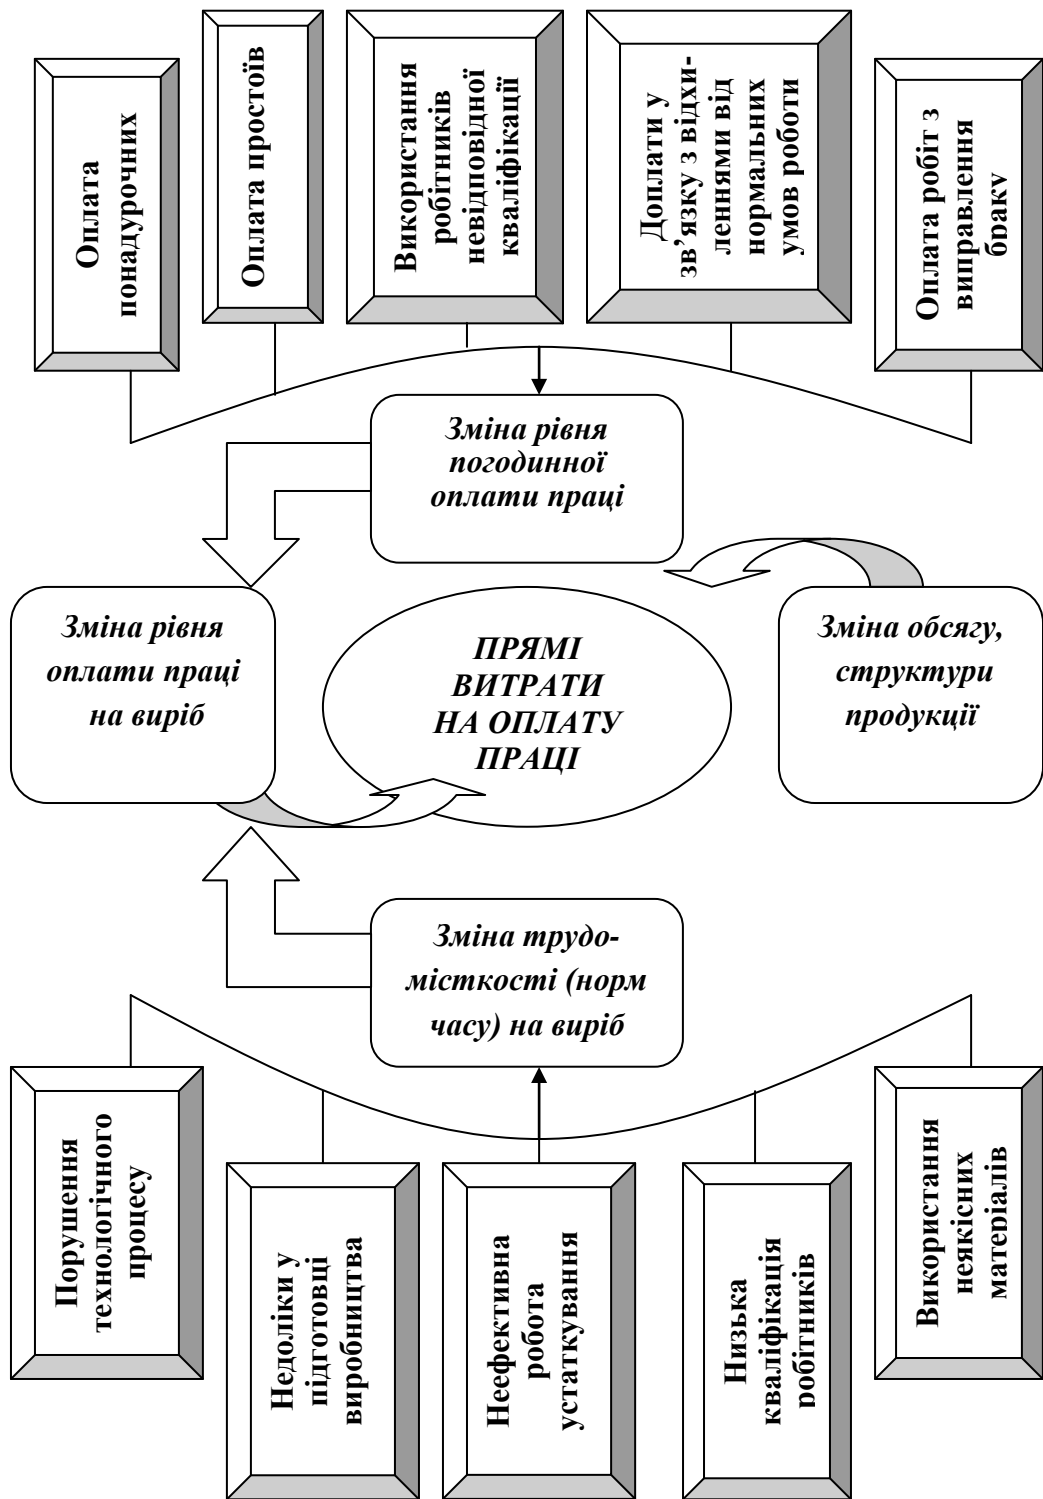 Оплата
понадурочних
Оплата простоїв
Використання
робітників
невідповідної
кваліфікації
Доплати у
зв’язку з відхи-
леннями від
нормальних
умов роботи
Оплата робіт з
виправлення
браку
Зміна рівня
погодинної
оплати праці
Зміна рівня
оплати праці
на виріб
ПРЯМІ
ВИТРАТИ
НА ОПЛАТУ
ПРАЦІ
Зміна обсягу,
структури
продукції
Зміна трудо-
місткості (норм
часу) на виріб
Порушення
технологічного
процесу
Недоліки у
підготовці
виробництва
Неефективна
робота
устаткування
Низька
кваліфікація
робітників
Використання
неякісних
матеріалів